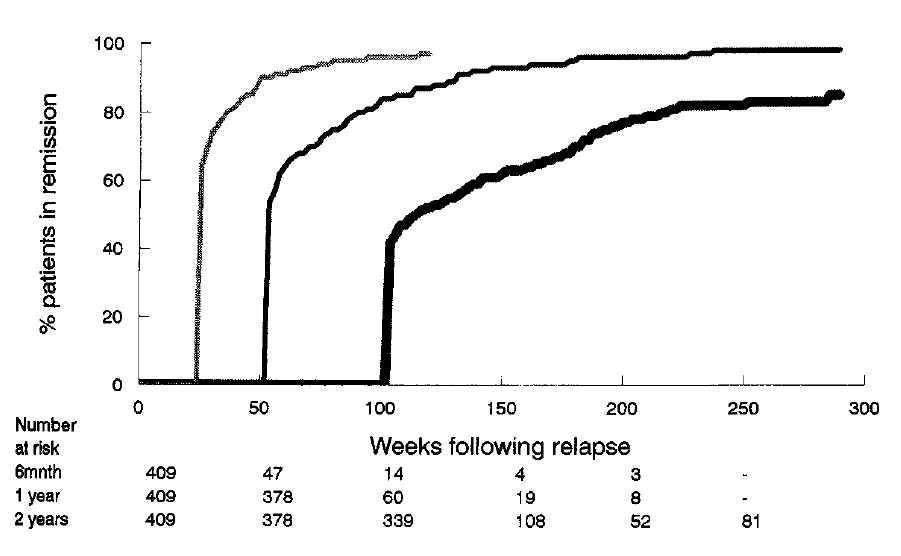 100
80
60
40
20
0
% patients in remission
0 50 100 150 200 250 300
Weeks following relapse
Number
at risk
6mnth 409 47 14 4 3 -
1 year 409 378 60 19 8 -
2 years 409 378 339 108 52 81